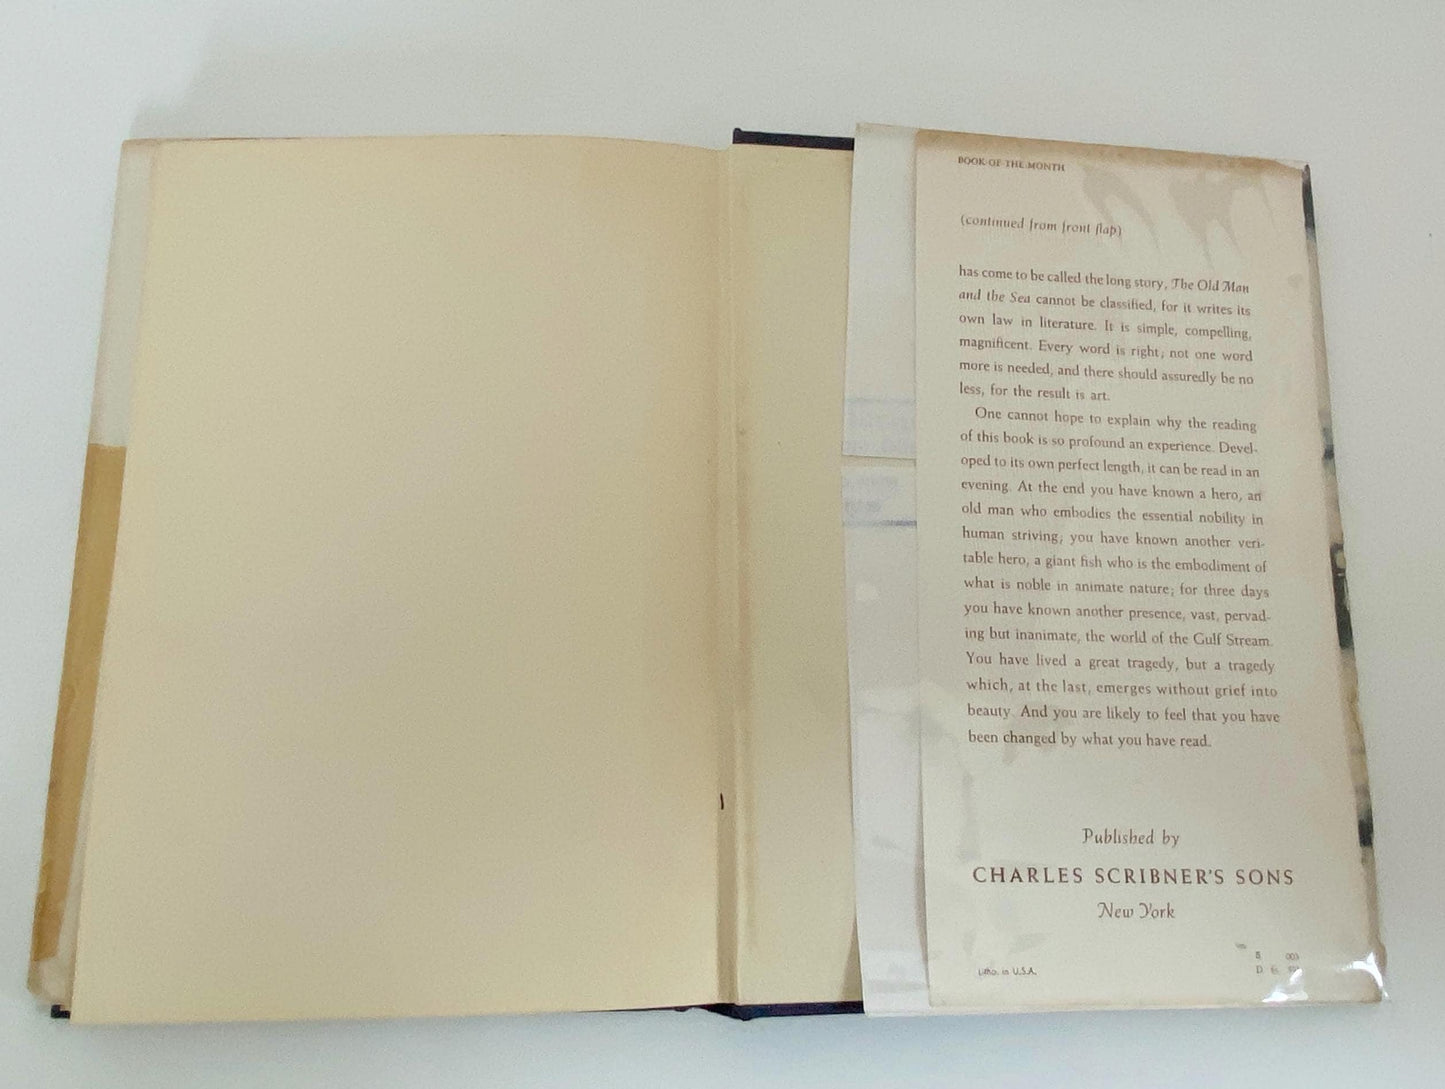 BOOK OF THE MONTH
(continued from front flap)
has come to be called the long story, The Old Man
and the Sea cannot be classified, for it writes its
own law in literature. It is simple, compelling,
magnificent. Every word is right; not one word
more is needed, and there should assuredly be no
less, for the result is art.
One cannot hope to explain why the reading
of this book is so profound an experience. Devel-
oped to its own perfect length, it can be read in an
evening. At the end you have known a hero, an
old man who embodies the essential nobility in
human striving; you have known another veri-
table hero, a giant fish who is the embodiment of
what is noble in animate nature; for three days
you have known another presence, vast, pervad-
ing but inanimate, the world of the Gulf Stream.
You have lived a great tragedy, but a tragedy
which, at the last, emerges without grief into
beauty. And you are likely to feel that you have
been changed by what you have read.
Published by
CHARLES SCRIBNER'S SONS
New York
Litho. in U.S.A.